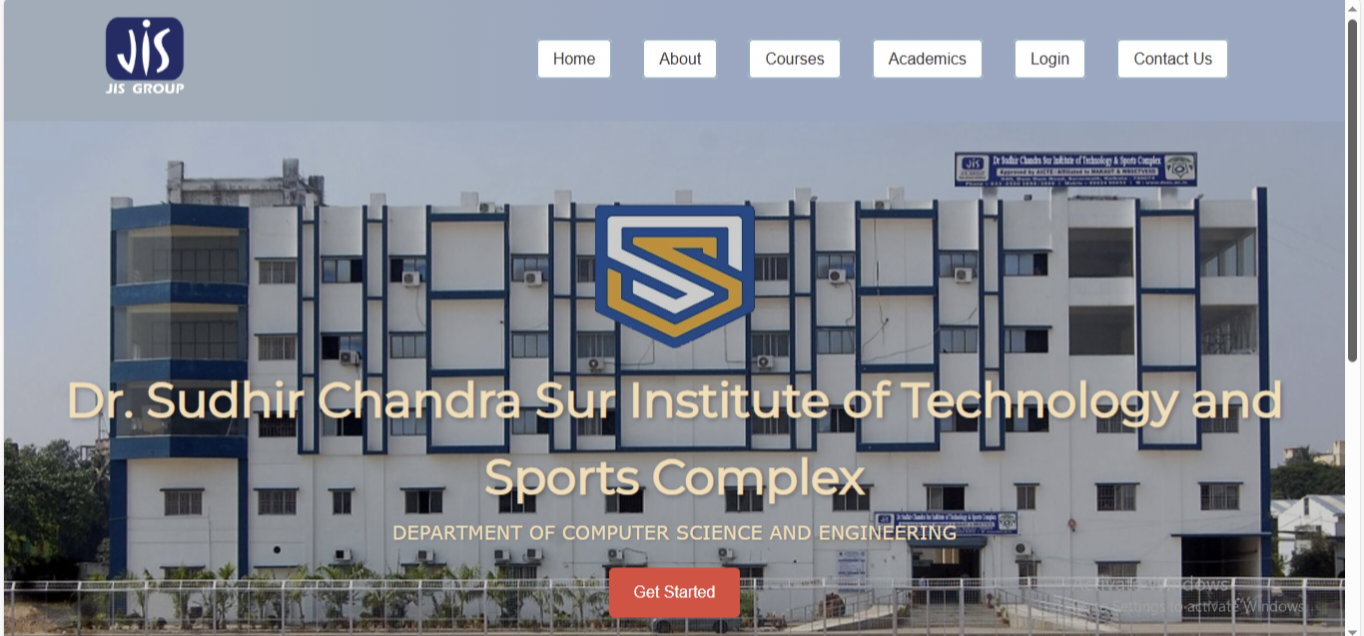 JIS
JIS GROUP
Home
About
Courses
Academics
Login
Contact Us
Dr Sudhir Chandra Sur Institute of Technology & Sports Complex
JIS
Dr. Sudhir Chandra Sur Institute of Technology and
Sports Complex
DEPARTMENT OF COMPUTER SCIENCE AND ENGINEERING
Get Started
Activate Windows
Settings to activate Windows.